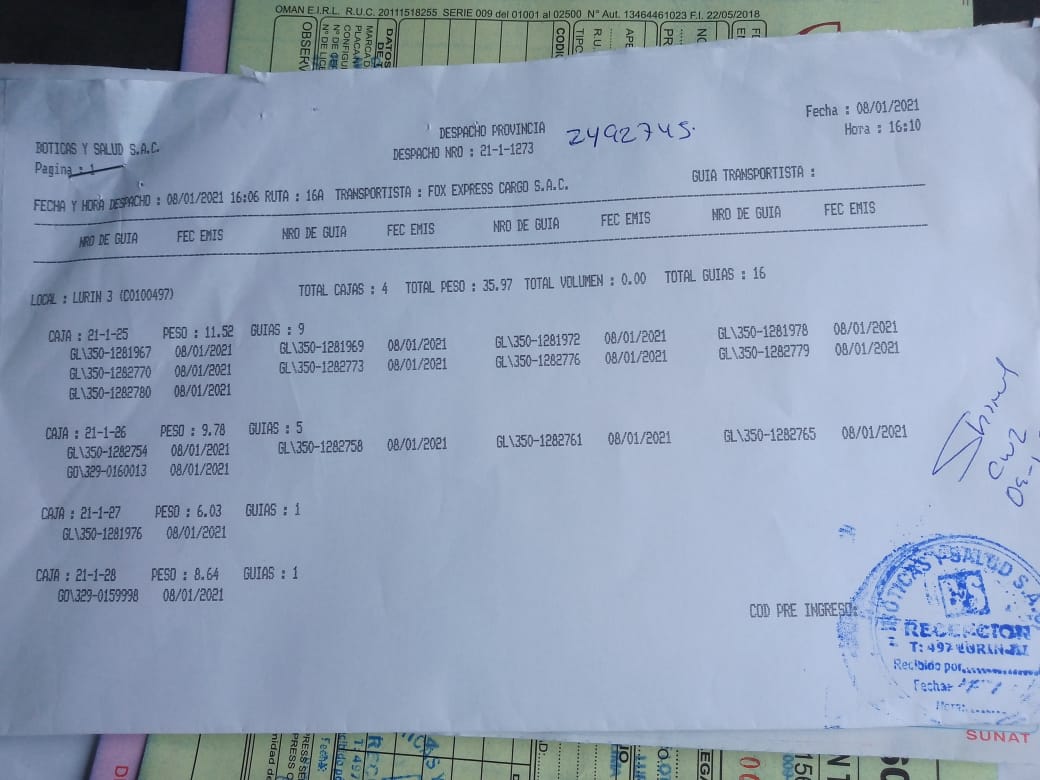 OMAN E.I.R.L. R.U.C. 20111518255 SERIE 009 del 01001 al 02500 N° Aut. 13464461023 F.I. 22/05/2018
Fecha : 08/01/2021
Hora : 16:10
DESPACHO PROVINCIA
2492745.
DESPACHO NRO : 21-1-1273
BOTICAS Y SALUD S.A.C.
Pagina : 1
FECHA Y HORA DESPACHO : 08/01/2021 16:06 RUTA : 16A TRANSPORTISTA : FOX EXPRESS CARGO S.A.C. GUIA TRANSPORTISTA :
NRO DE GUIA FEC EMIS NRO DE GUIA FEC EMIS NRO DE GUIA FEC EMIS NRO DE GUIA FEC EMIS
LOCAL : LURIN 3 (C0100497) TOTAL CAJAS : 4 TOTAL PESO : 35.97 TOTAL VOLUMEN : 0.00 TOTAL GUIAS : 16
CAJA : 21-1-25 PESO : 11.52 GUIAS : 9
GL\350-1281967 08/01/2021 GL\350-1281969 08/01/2021 GL\350-1281972 08/01/2021 GL\350-1281978 08/01/2021
GL\350-1282770 08/01/2021 GL\350-1282773 08/01/2021 GL\350-1282776 08/01/2021 GL\350-1282779 08/01/2021
GL\350-1282780 08/01/2021
CAJA : 21-1-26 PESO : 9.78 GUIAS : 5
GL\350-1282754 08/01/2021 GL\350-1282758 08/01/2021 GL\350-1282761 08/01/2021 GL\350-1282765 08/01/2021
GO\329-0160013 08/01/2021
CAJA : 21-1-27 PESO : 6.03 GUIAS : 1
GL\350-1281976 08/01/2021
CAJA : 21-1-28 PESO : 8.64 GUIAS : 1
GO\329-0159998 08/01/2021
COD PRE INGRESO:
BOTICAS Y SALUD S.A.C
RECEPCION
T: 497 LURIN
Recibido por
Fecha:
SUNAT